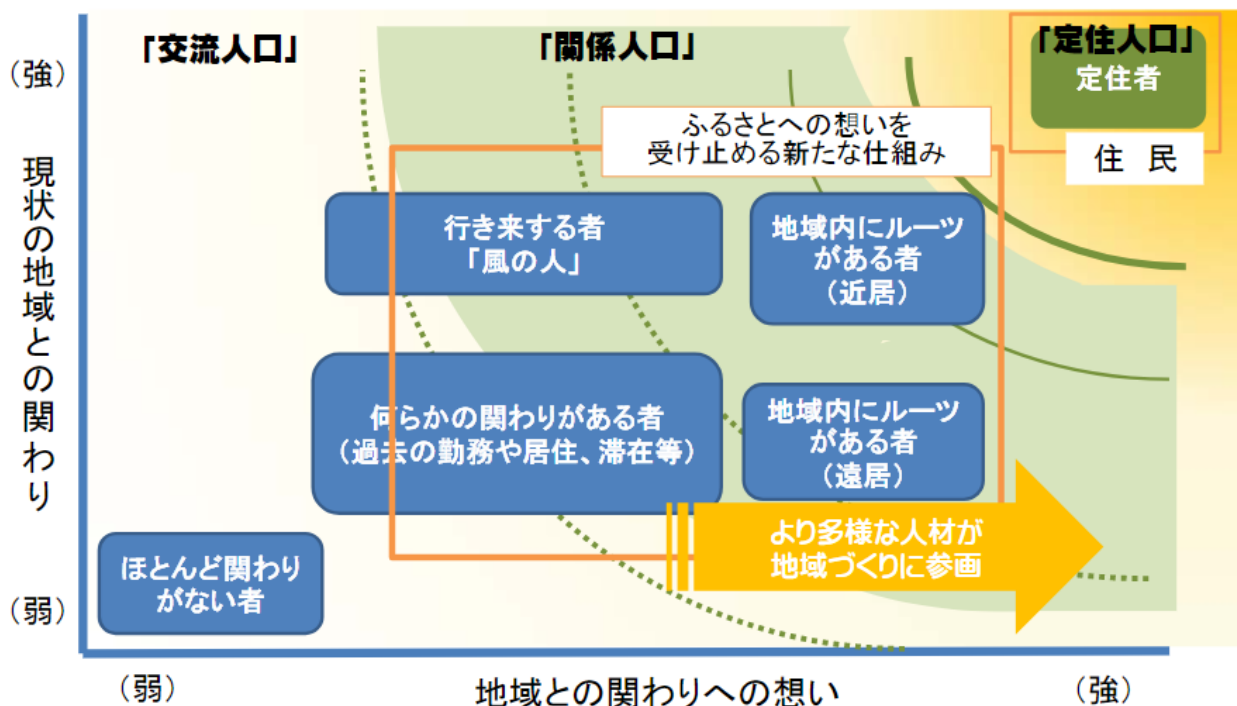 「交流人口」
「関係人口」
「定住人口」
定住者
住 民
(強)
現状の地域との関わり
(弱)
ふるさとへの想いを
受け止める新たな仕組み
行き来する者
「風の人」
地域内にルーツ
がある者
(近居)
何らかの関わりがある者
(過去の勤務や居住、滞在等)
地域内にルーツ
がある者
(遠居)
ほとんど関わり
がない者
より多様な人材が
地域づくりに参画
(弱)
地域との関わりへの想い
(強)